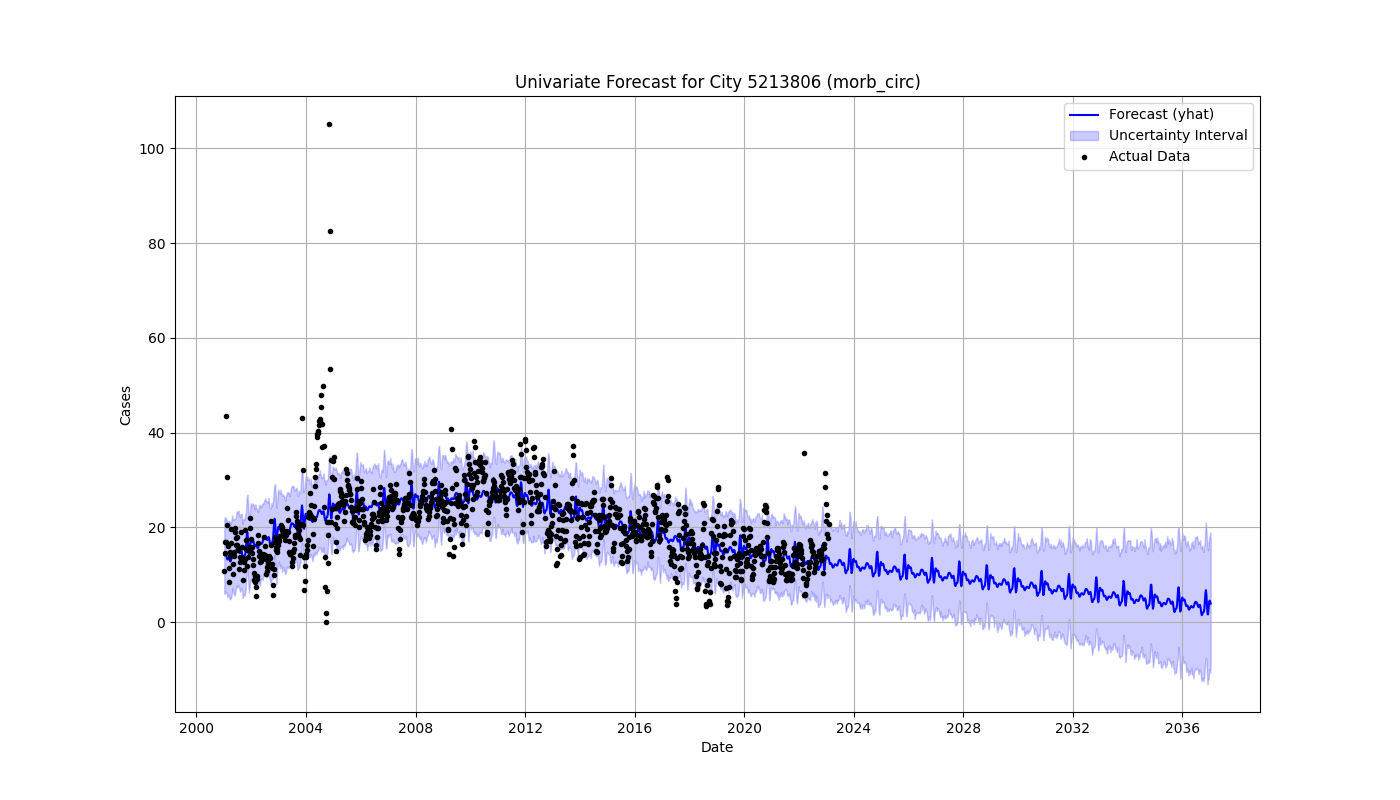 Univariate Forecast for City 5213806 (morb_circ)
Forecast (yhat)
Uncertainty Interval
Actual Data
100
80
60
40
20
0
Cases
2000 2004 2008 2012 2016 2020 2024 2028 2032 2036
Date